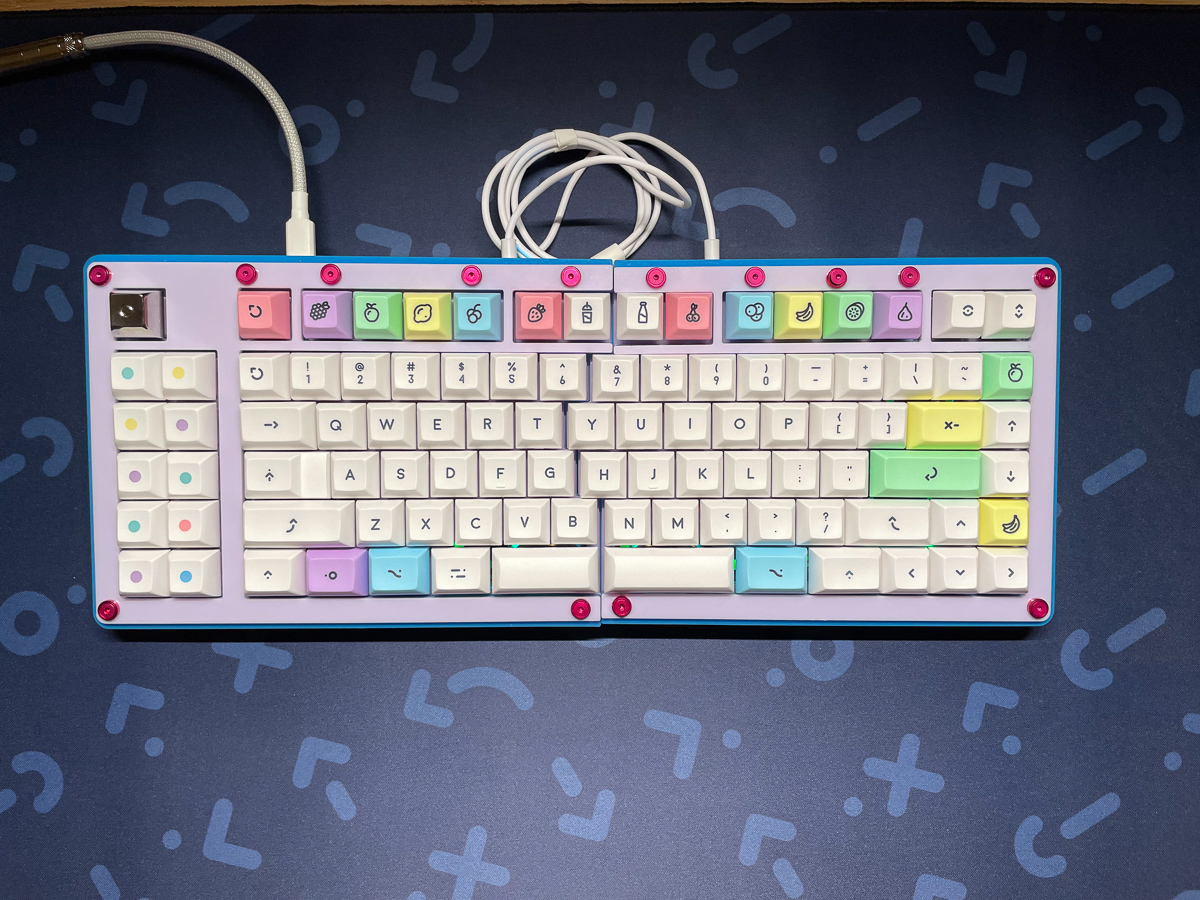 ! @ # $ % ^ & * ( ) _ + | ~
1 2 3 4 5 6 7 8 9 0 - = \ `
Q W E R T Y U I O P { }
[ ]
A S D F G H J K L : "
; '
Z X C V B N M < > ?
, . /